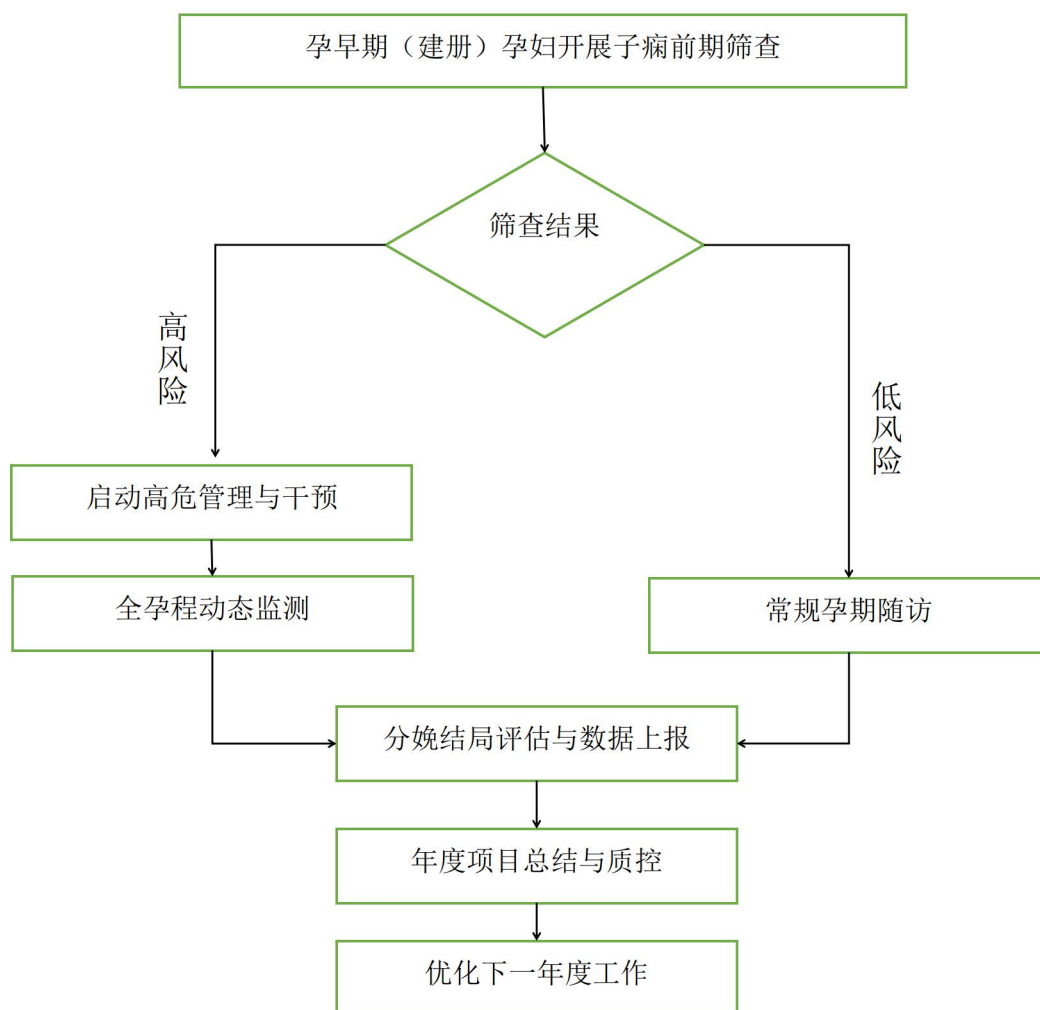 孕早期（建册）孕妇开展子痫前期筛查
筛查结果
高风险
低风险
启动高危管理与干预
全孕程动态监测
常规孕期随访
分娩结局评估与数据上报
年度项目总结与质控
优化下一年度工作